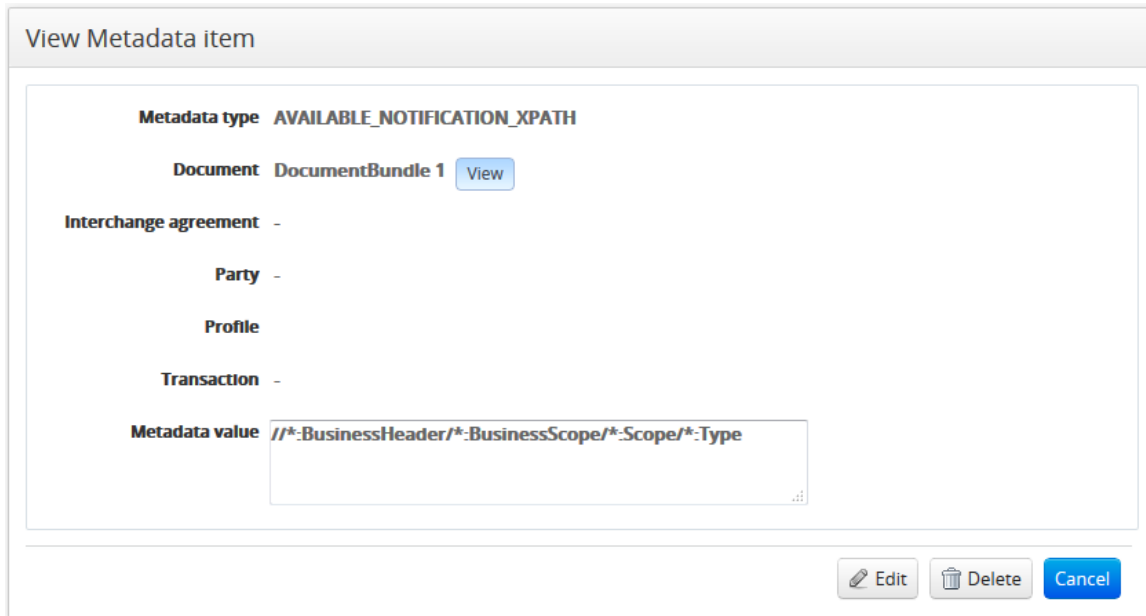 View Metadata item
Metadata type AVAILABLE_NOTIFICATION_XPATH
Document DocumentBundle 1 View
Interchange agreement -
Party -
Profile
Transaction -
Metadata value //*:BusinessHeader/*:BusinessScope/*:Scope/*:Type
Edit Delete Cancel